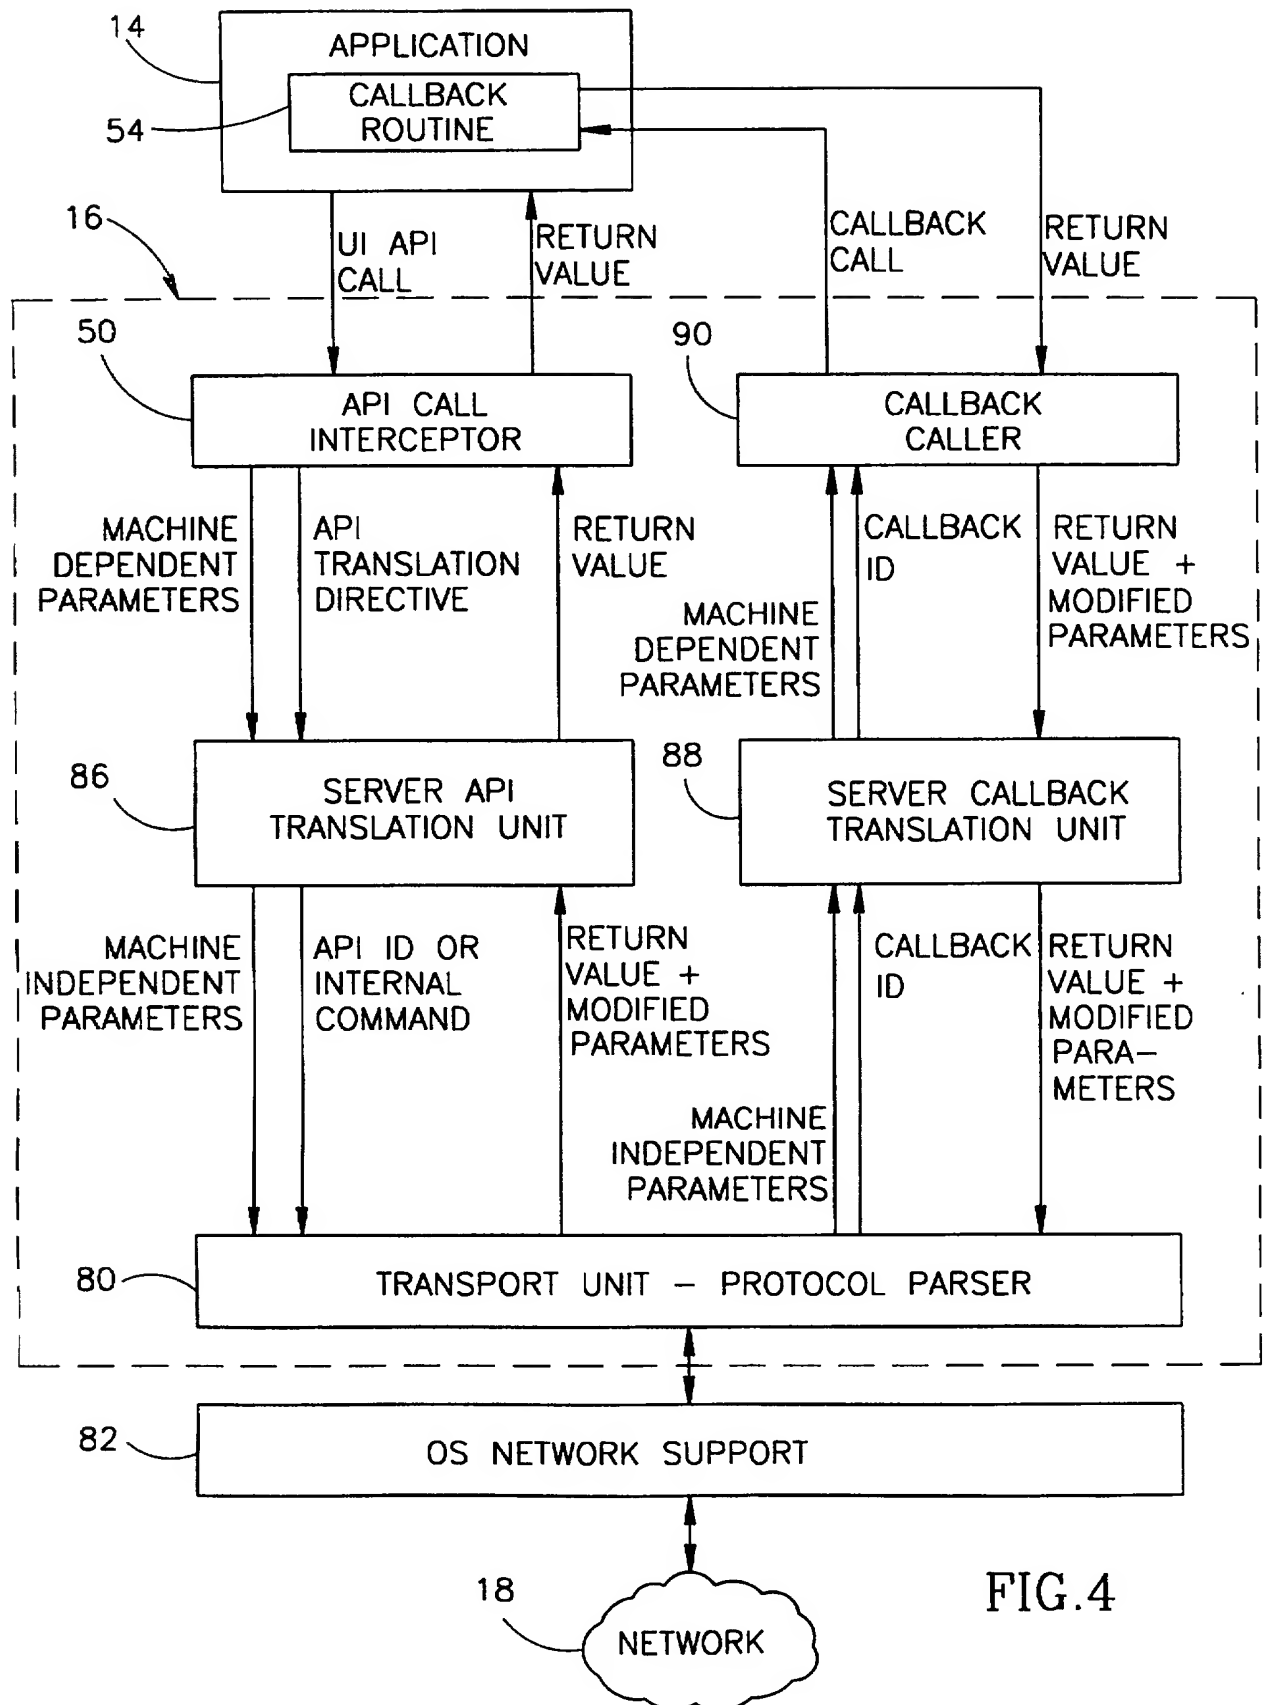 14
APPLICATION
CALLBACK
ROUTINE
54
16
UI API
CALL
RETURN
VALUE
CALLBACK
CALL
RETURN
VALUE
50
API CALL
INTERCEPTOR
90
CALLBACK
CALLER
MACHINE
DEPENDENT
PARAMETERS
API
TRANSLATION
DIRECTIVE
RETURN
VALUE
MACHINE
DEPENDENT
PARAMETERS
CALLBACK
ID
RETURN
VALUE +
MODIFIED
PARAMETERS
86
SERVER API
TRANSLATION UNIT
88
SERVER CALLBACK
TRANSLATION UNIT
MACHINE
INDEPENDENT
PARAMETERS
API ID OR
INTERNAL
COMMAND
RETURN
VALUE +
MODIFIED
PARAMETERS
MACHINE
INDEPENDENT
PARAMETERS
CALLBACK
ID
RETURN
VALUE +
MODIFIED
PARA-
METERS
80
TRANSPORT UNIT - PROTOCOL PARSER
82
OS NETWORK SUPPORT
18
NETWORK
FIG.4